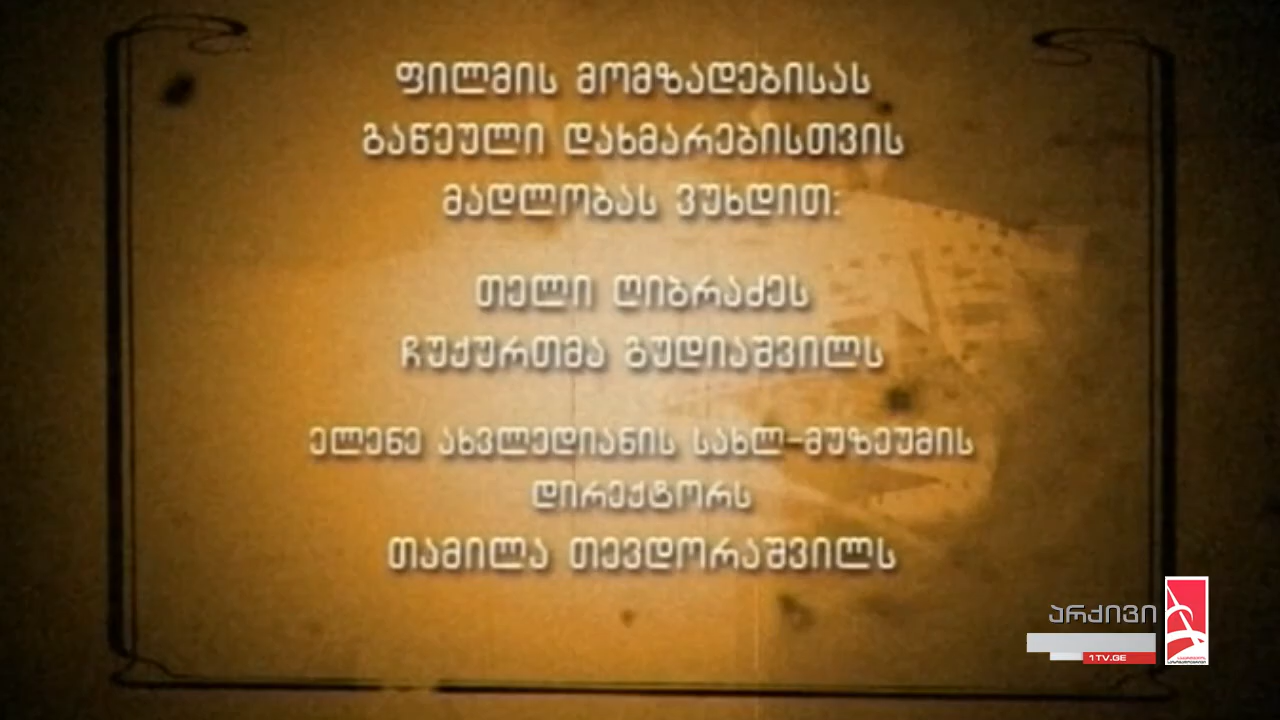 ფილმის მომზადებისას
გაწეული დახმარებისთვის
მადლობას ვუხდით:
თელი ღიბრაძეს
ჩუქურთმა გუდიაშვილს
ელენე ახვლედიანის სახლ-მუზეუმის
დირექტორს
თამილა თევდორაშვილს
არქივი
1TV.GE